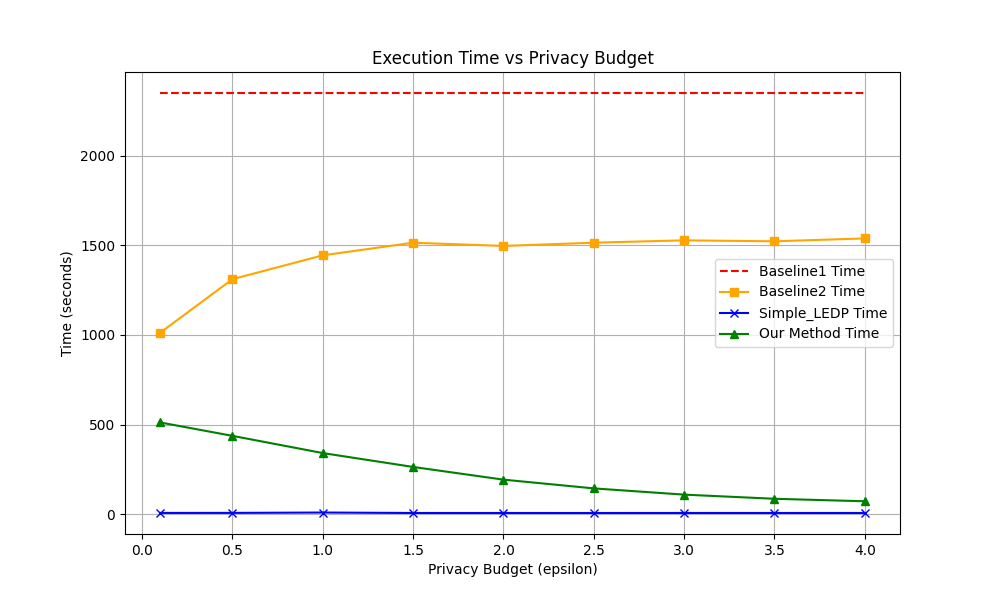 Execution Time vs Privacy Budget
Time (seconds)
2000
1500
1000
500
0
Baseline1 Time
Baseline2 Time
Simple_LEDP Time
Our Method Time
0.0 0.5 1.0 1.5 2.0 2.5 3.0 3.5 4.0
Privacy Budget (epsilon)